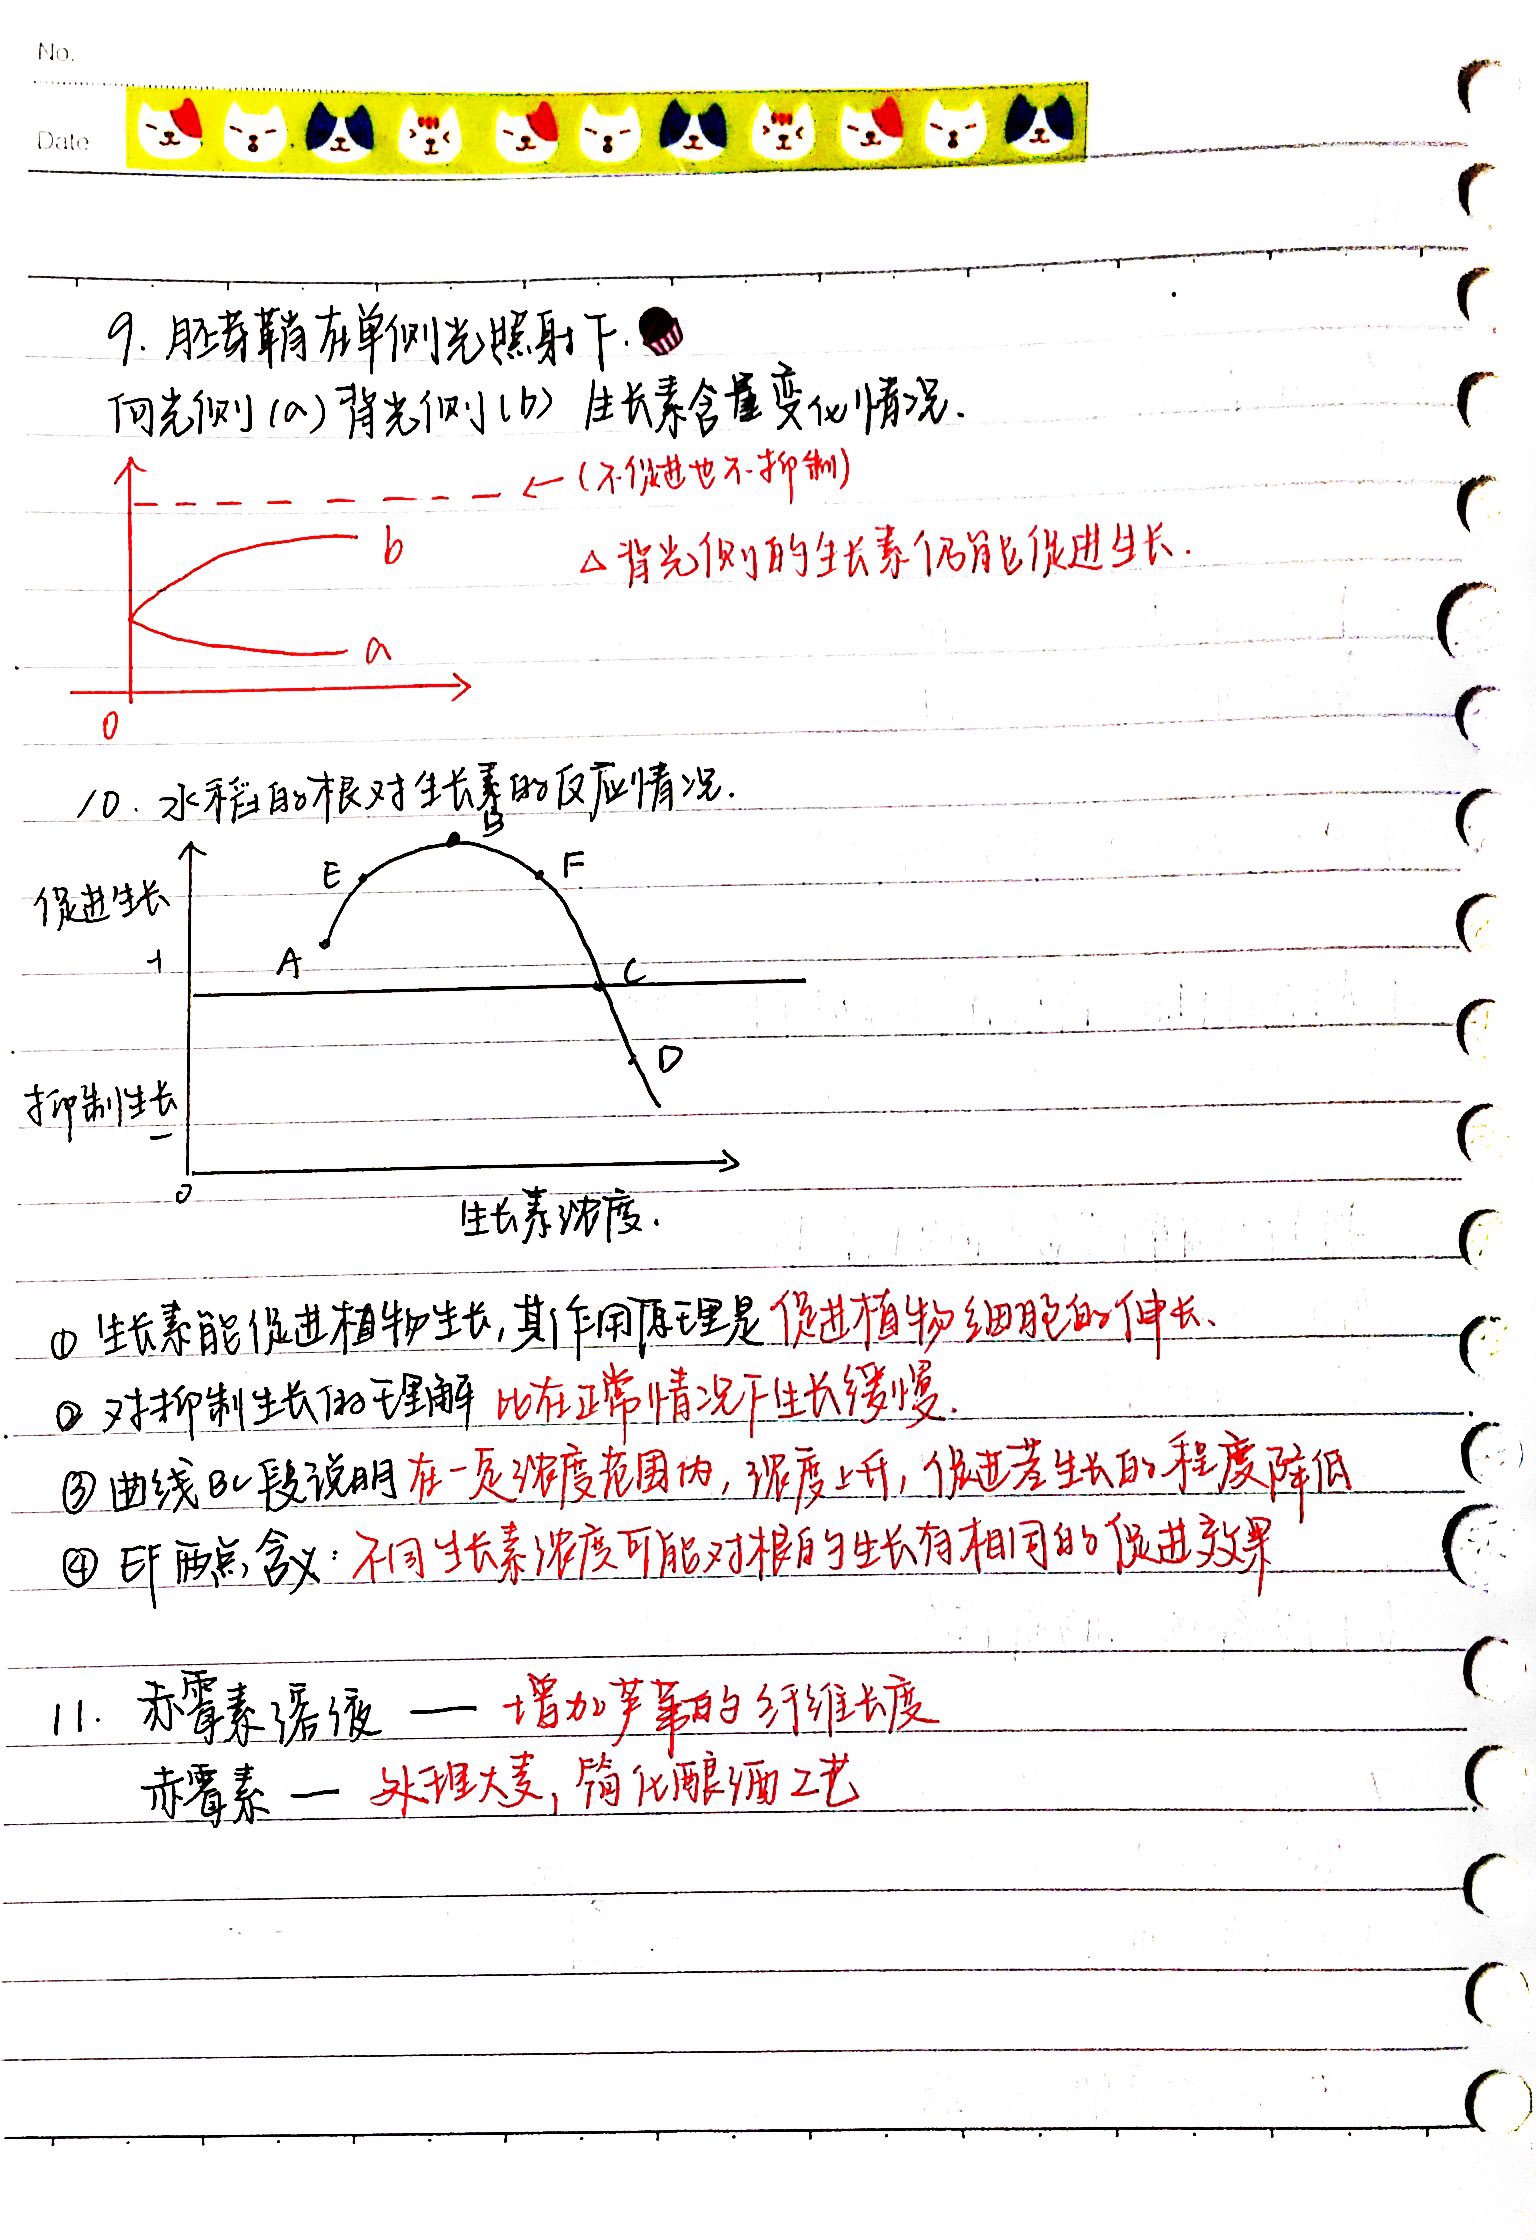 No.
Date
9. 胚芽鞘在单侧光照射下.
向光侧(a)背光侧(b) 生长素含量变化情况.
←(不促进也不抑制)
b
△背光侧的生长素仍能促进生长.
a
0
10. 水稻的根对生长素的反应情况.
B
E
F
促进生长
+
A
C
D
抑制生长
-
0
生长素浓度.
① 生长素能促进植物生长,其作用原理是促进植物细胞的伸长、
② 对抑制生长的理解 比在正常情况下生长缓慢.
③ 曲线BC段说明在一定浓度范围内,浓度上升,促进着生长的程度降低
④ EF两点含义:不同生长素浓度可能对根的生长有相同的促进效果
11. 赤霉素溶液 — 增加芦苇的纤维长度
赤霉素 — 处理大麦,简化酿酒工艺